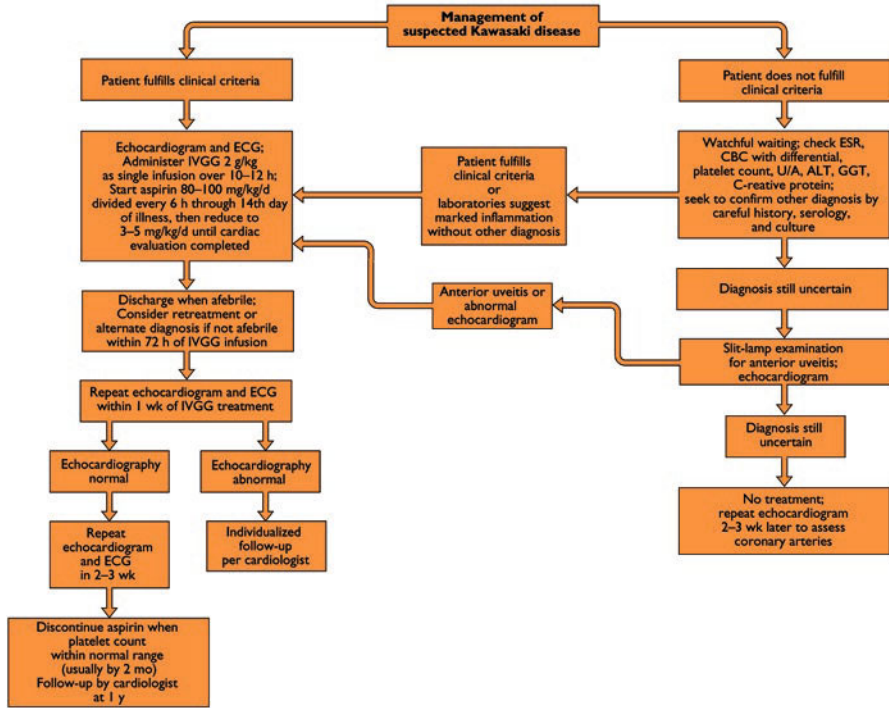 Management of
suspected Kawasaki disease
Patient fulfills clinical criteria
Patient does not fulfill
clinical criteria
Echocardiogram and ECG;
Administer IVGG 2 g/kg
as single infusion over 10–12 h;
Start aspirin 80–100 mg/kg/d
divided every 6 h through 14th day
of illness, then reduce to
3–5 mg/kg/d until cardiac
evaluation completed
Patient fulfills
clinical criteria
or
laboratories suggest
marked inflammation
without other diagnosis
Watchful waiting; check ESR,
CBC with differential,
platelet count, U/A, ALT, GGT,
C-reative protein;
seek to confirm other diagnosis by
careful history, serology,
and culture
Anterior uveitis or
abnormal
echocardiogram
Diagnosis still uncertain
Discharge when afebrile;
Consider retreatment or
alternate diagnosis if not afebrile
within 72 h of IVGG infusion
Slit-lamp examination
for anterior uveitis;
echocardiogram
Repeat echocardiogram and ECG
within 1 wk of IVGG treatment
Diagnosis still
uncertain
Echocardiography
normal
Echocardiography
abnormal
No treatment;
repeat echocardiogram
2–3 wk later to assess
coronary arteries
Repeat
echocardiogram
and ECG
in 2–3 wk
Individualized
follow-up
per cardiologist
Discontinue aspirin when
platelet count
within normal range
(usually by 2 mo)
Follow-up by cardiologist
at 1 y